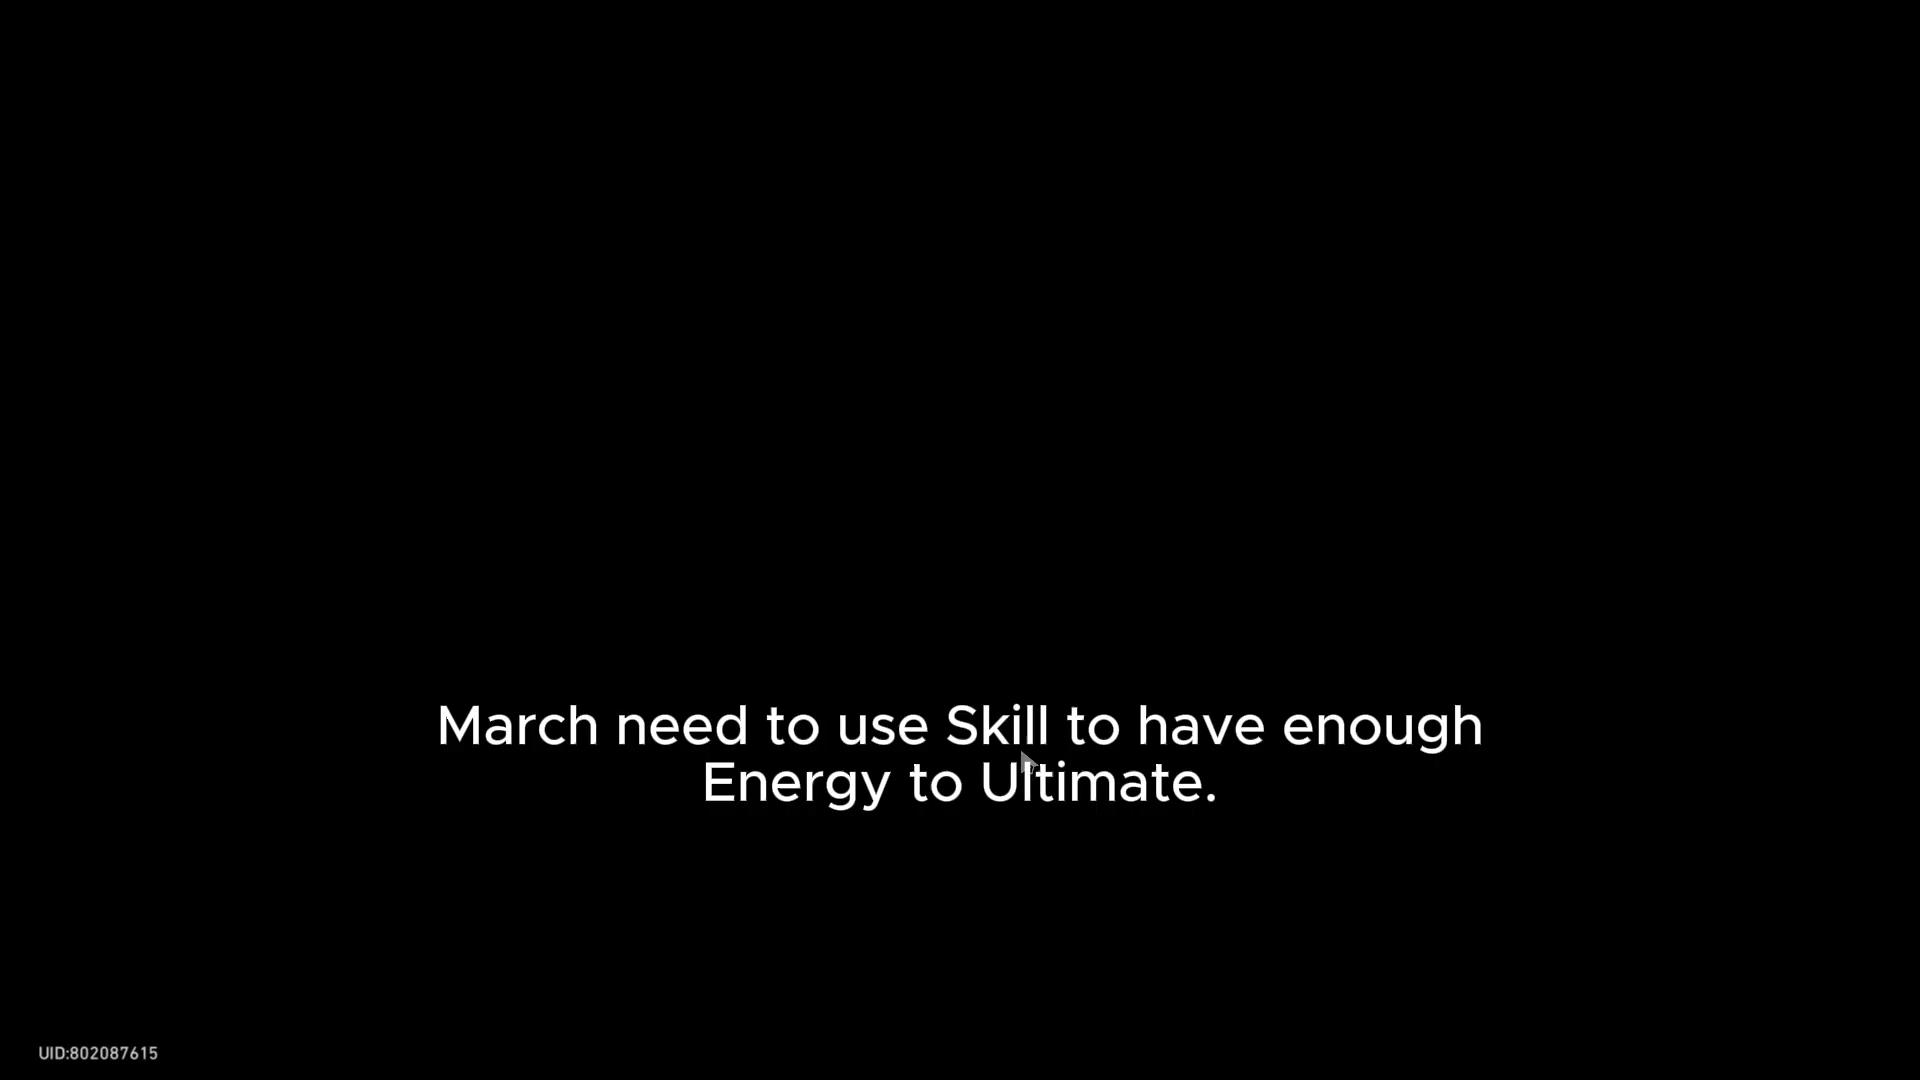 March need to use Skill to have enough
Energy to Ultimate.
UID:802087615